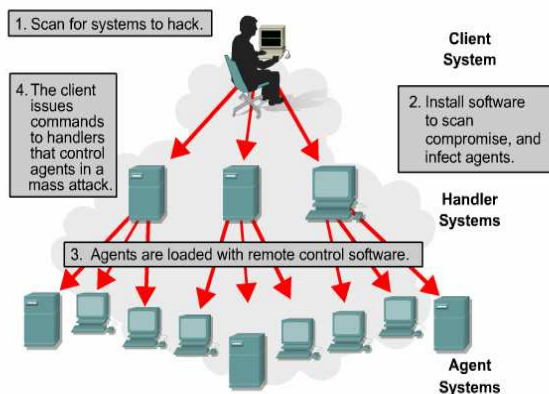 1. Scan for systems to hack.
Client
System
4. The client
issues
commands
to handlers
that control
agents in a
mass attack.
2. Install software
to scan
compromise, and
infect agents.
Handler
Systems
3. Agents are loaded with remote control software.
Agent
Systems